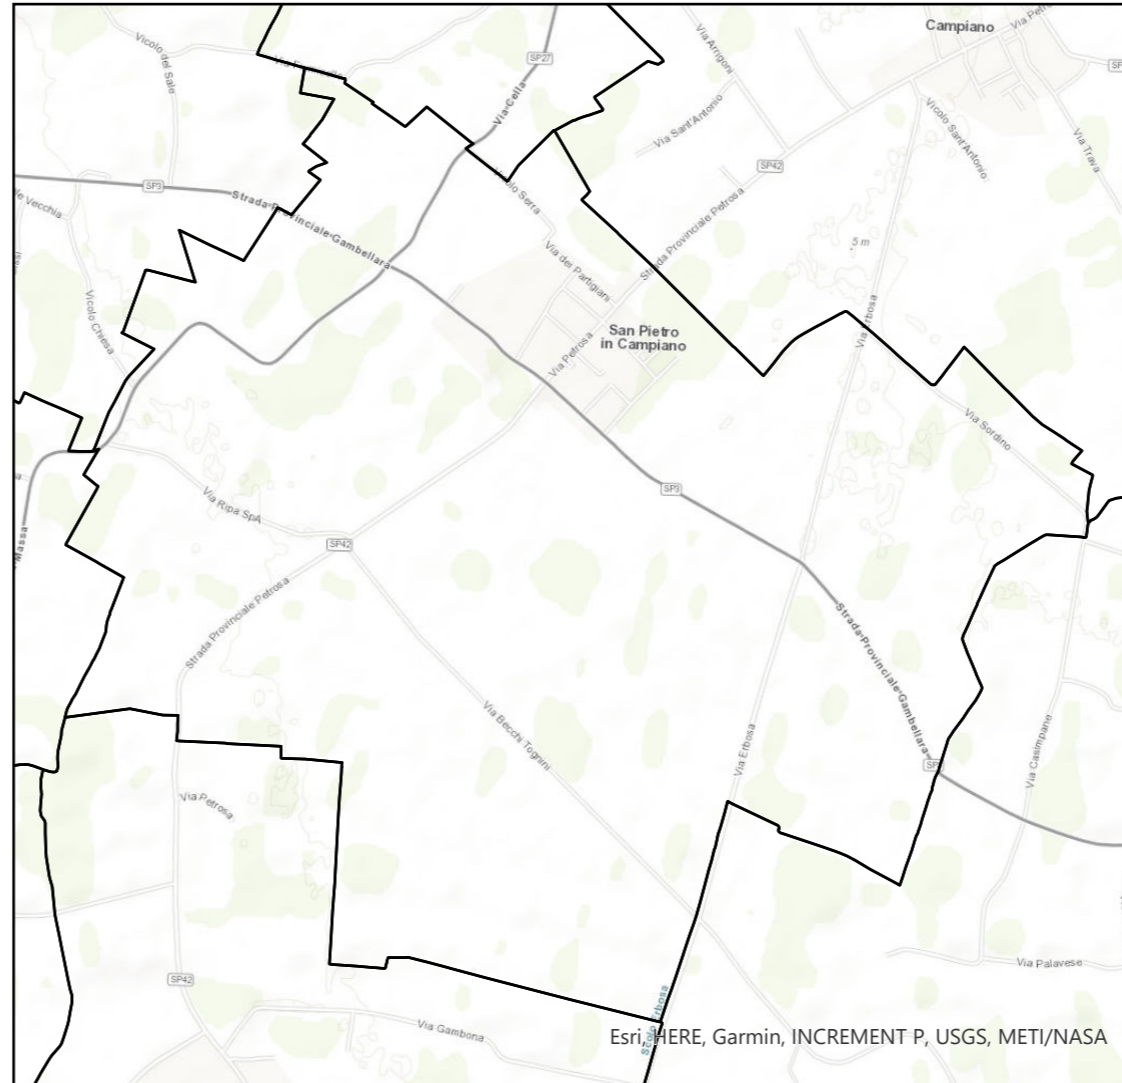 Campiano
Via Arrigoni
Vicolo del Sale
SP27
Via Cella
Via Sant'Antonio
Vicolo Sant'Antonio
Via Trava
SP42
SP3
Strada Provinciale Gambellara
Strada Provinciale Petrosa
Via dei Partigiani
5 m
Vicolo Chiesa
San Pietro
in Campiano
Via Petrosa
Via Erbosa
Via Sordino
SP3
Via Ripa SpA
Massa
SP42
Strada Provinciale Petrosa
Strada Provinciale Gambellara
Via Becchi Tognini
Via Erbosa
Via Casimpane
Via Petrosa
Via Palavese
SP42
Via Gambona
Scolo Erbosa
Esri, HERE, Garmin, INCREMENT P, USGS, METI/NASA